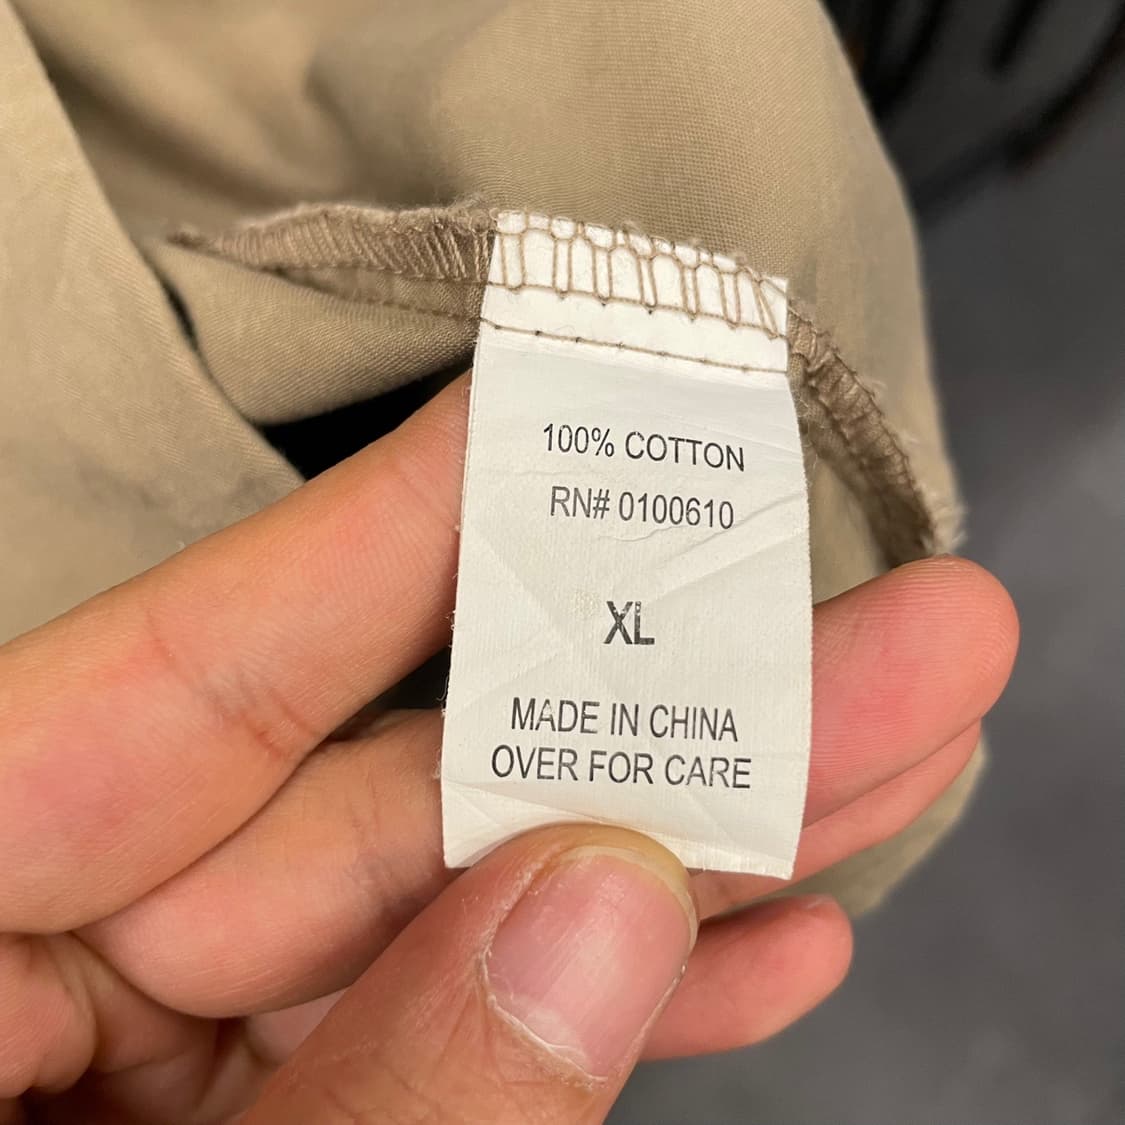 100% COTTON
RN# 0100610
XL
MADE IN CHINA
OVER FOR CARE